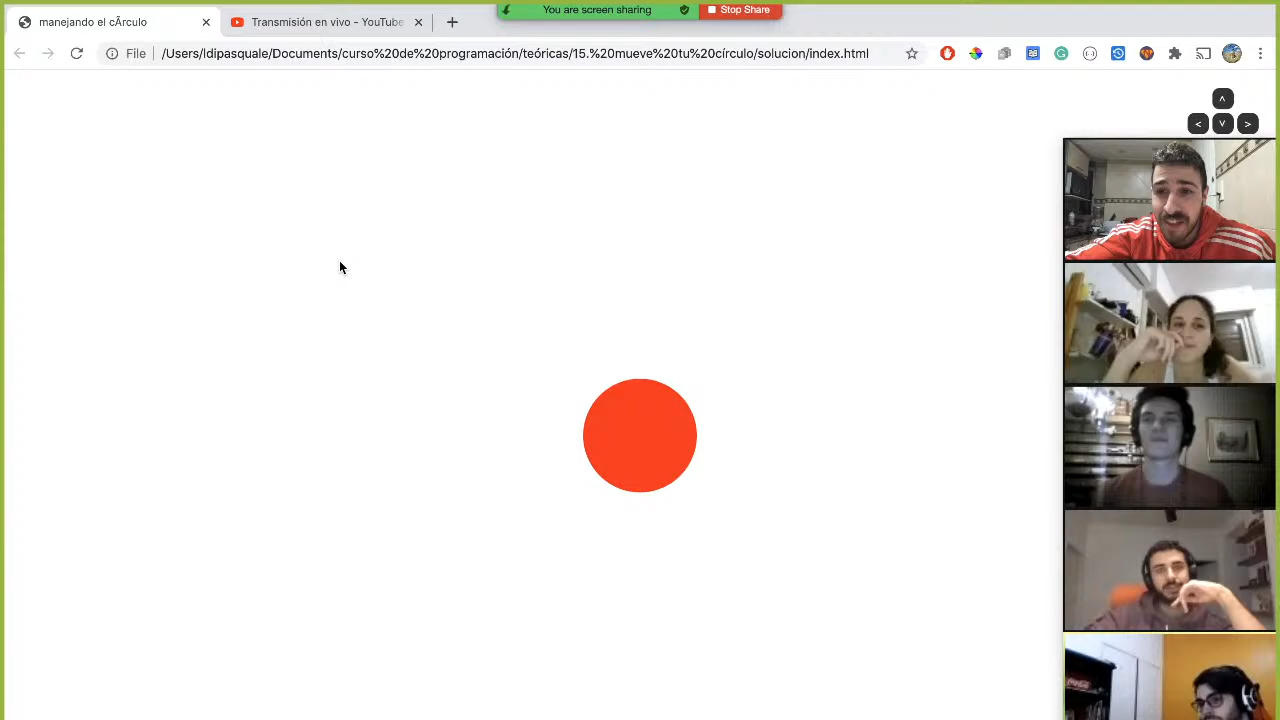 manejando el cÃrculo
Transmisión en vivo - YouTube
You are screen sharing
Stop Share
File
/Users/ldipasquale/Documents/curso%20de%20programación/teóricas/15.%20mueve%20tu%20círculo/solucion/index.html
^
< v >